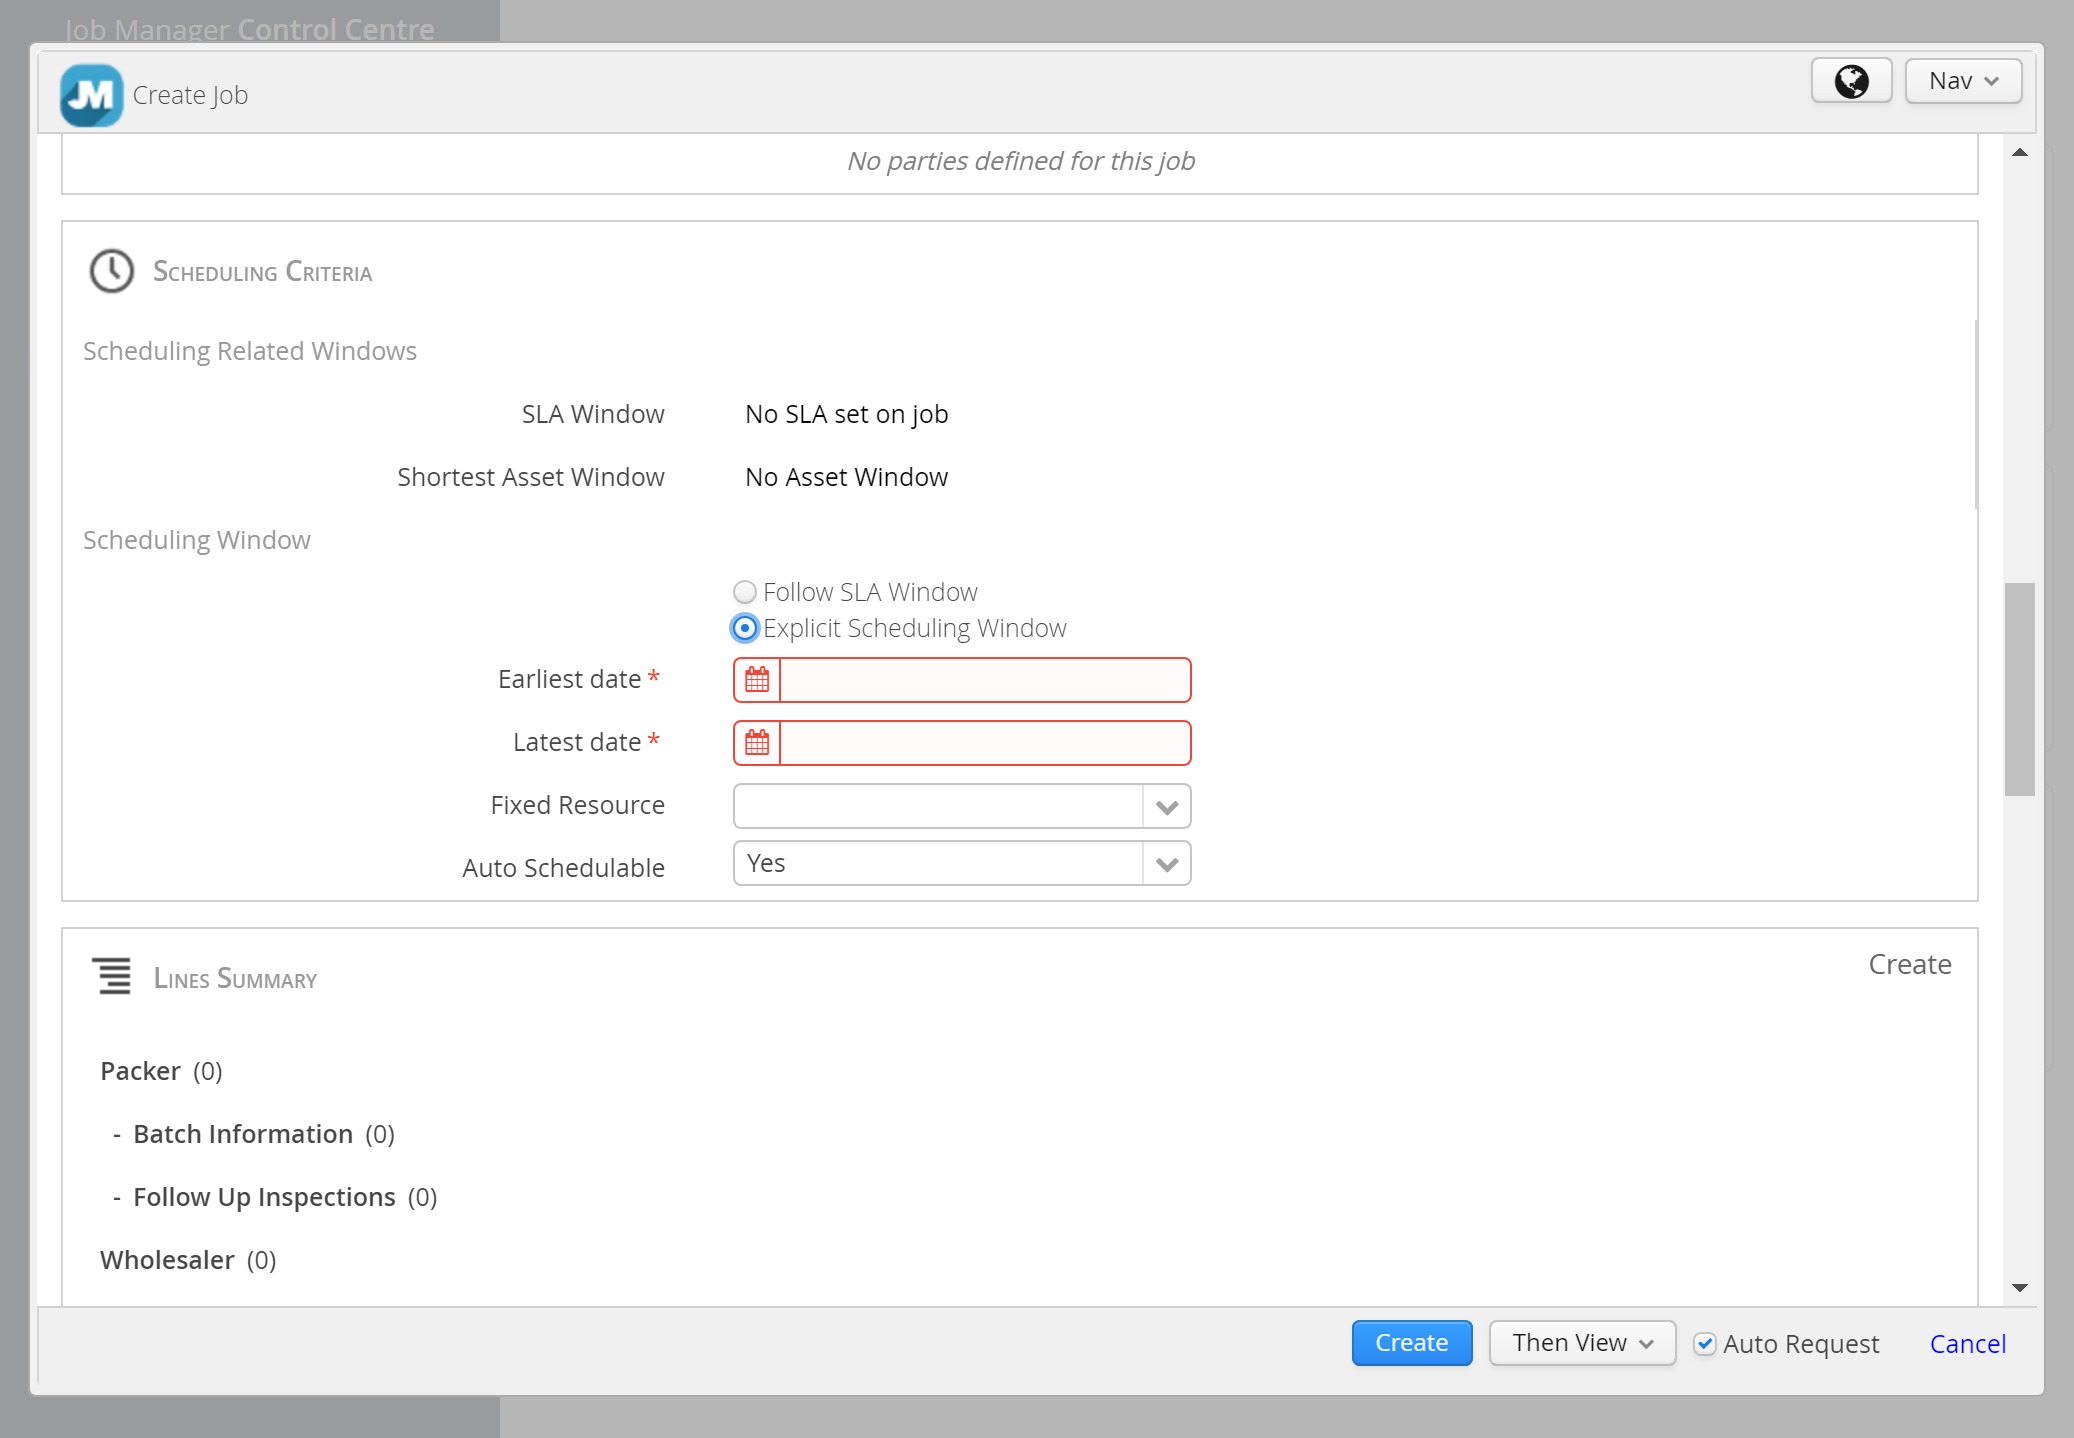 Job Manager Control Centre
JM Create Job
Nav
No parties defined for this job
Scheduling Criteria
Scheduling Related Windows
SLA Window No SLA set on job
Shortest Asset Window No Asset Window
Scheduling Window
Follow SLA Window
Explicit Scheduling Window
Earliest date *
Latest date *
Fixed Resource
Auto Schedulable Yes
Lines Summary Create
Packer (0)
- Batch Information (0)
- Follow Up Inspections (0)
Wholesaler (0)
Create Then View Auto Request Cancel